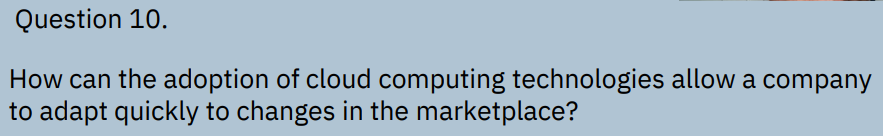 Question 10.
How can the adoption of cloud computing technologies allow a company
to adapt quickly to changes in the marketplace?